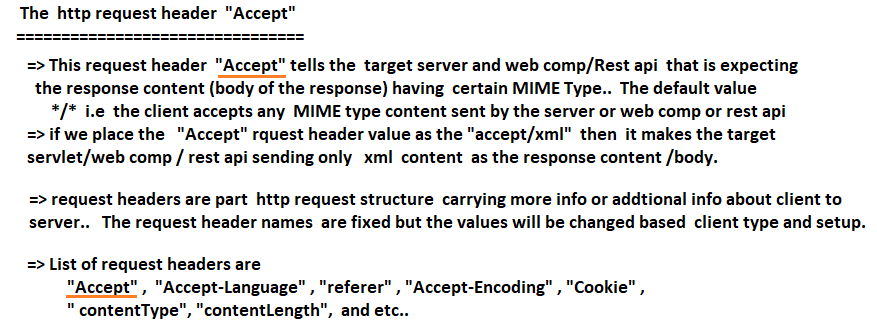 The http request header "Accept"
================================
=> This request header "Accept" tells the target server and web comp/Rest api that is expecting
the response content (body of the response) having certain MIME Type.. The default value
*/* i.e the client accepts any MIME type content sent by the server or web comp or rest api
=> if we place the "Accept" rquest header value as the "accept/xml" then it makes the target
servlet/web comp / rest api sending only xml content as the response content /body.
=> request headers are part http request structure carrying more info or addtional info about client to
server.. The request header names are fixed but the values will be changed based client type and setup.
=> List of request headers are
"Accept" , "Accept-Language" , "referer" , "Accept-Encoding" , "Cookie" ,
" contentType", "contentLength", and etc..